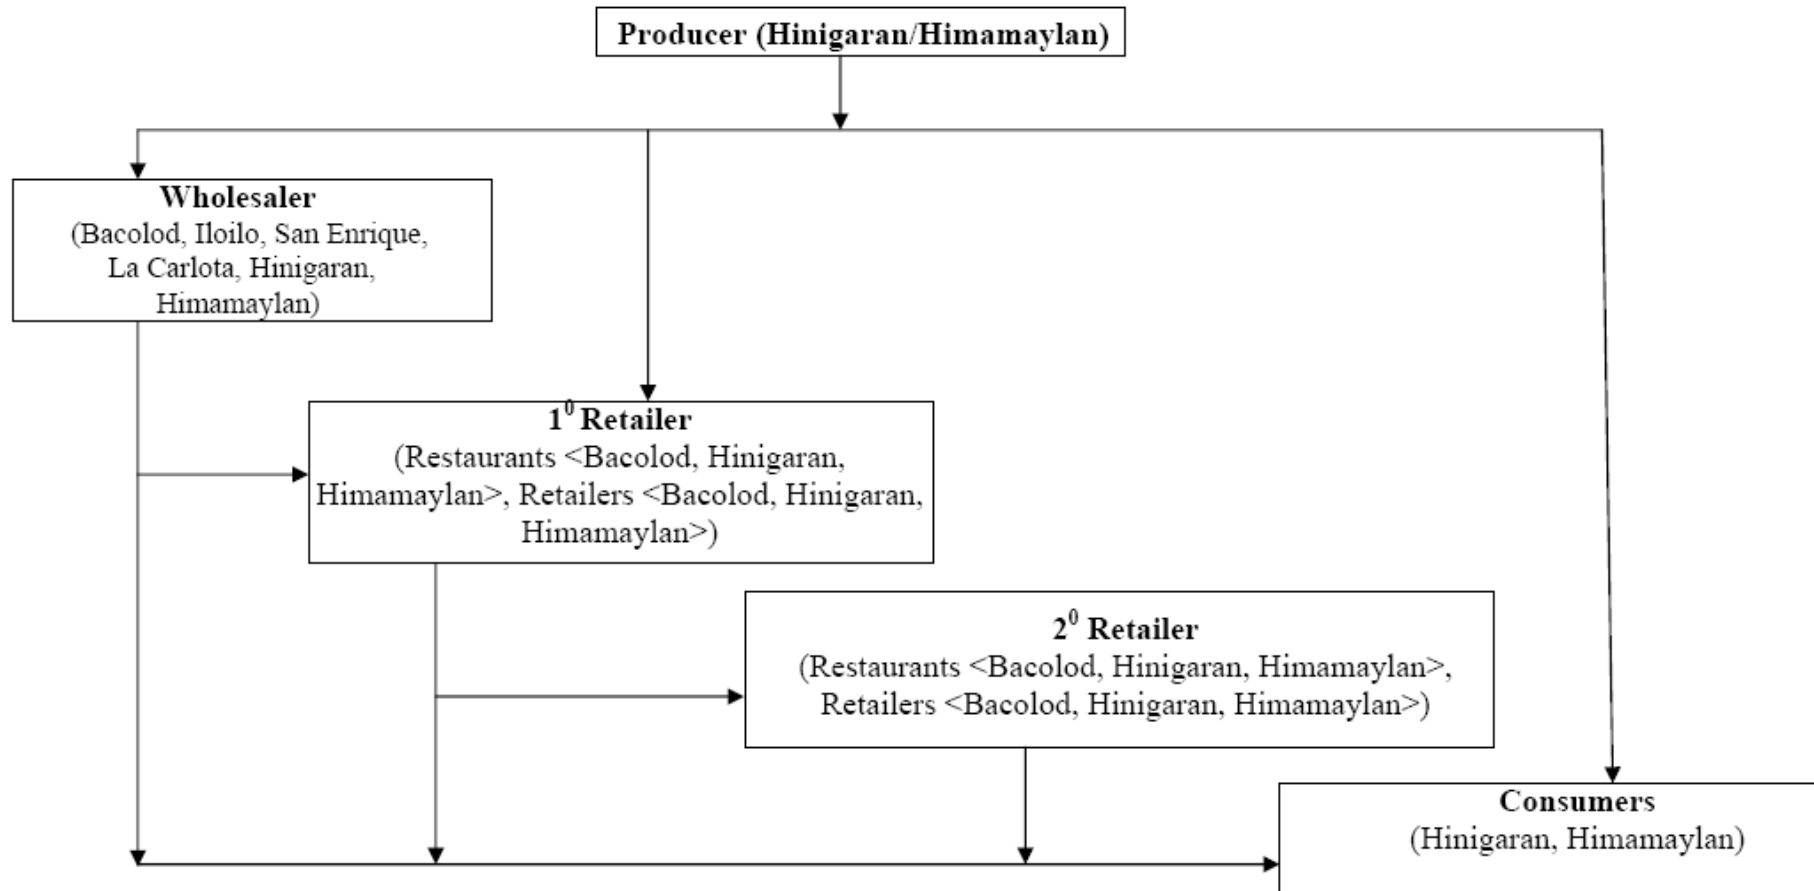 Producer (Hinigaran/Himamaylan)
Wholesaler
(Bacolod, Iloilo, San Enrique,
La Carlota, Hinigaran,
Himamaylan)
1⁰ Retailer
(Restaurants <Bacolod, Hinigaran,
Himamaylan>, Retailers <Bacolod, Hinigaran,
Himamaylan>)
2⁰ Retailer
(Restaurants <Bacolod, Hinigaran, Himamaylan>,
Retailers <Bacolod, Hinigaran, Himamaylan>)
Consumers
(Hinigaran, Himamaylan)